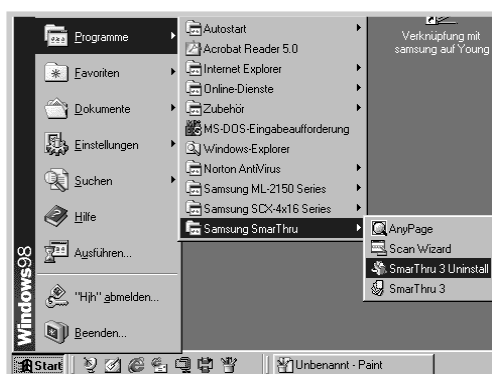 Programme
Favoriten
Dokumente
Einstellungen
Suchen
Hilfe
Ausführen...
"Hjh" abmelden...
Beenden...
Windows98
Autostart
Acrobat Reader 5.0
Internet Explorer
Online-Dienste
Zubehör
MS-DOS-Eingabeaufforderung
Windows-Explorer
Norton AntiVirus
Samsung ML-2150 Series
Samsung SCX-4x16 Series
Samsung SmarThru
AnyPage
Scan Wizard
SmarThru 3 Uninstall
SmarThru 3
Verknüpfung mit
samsung auf Young
Start
Unbenannt - Paint